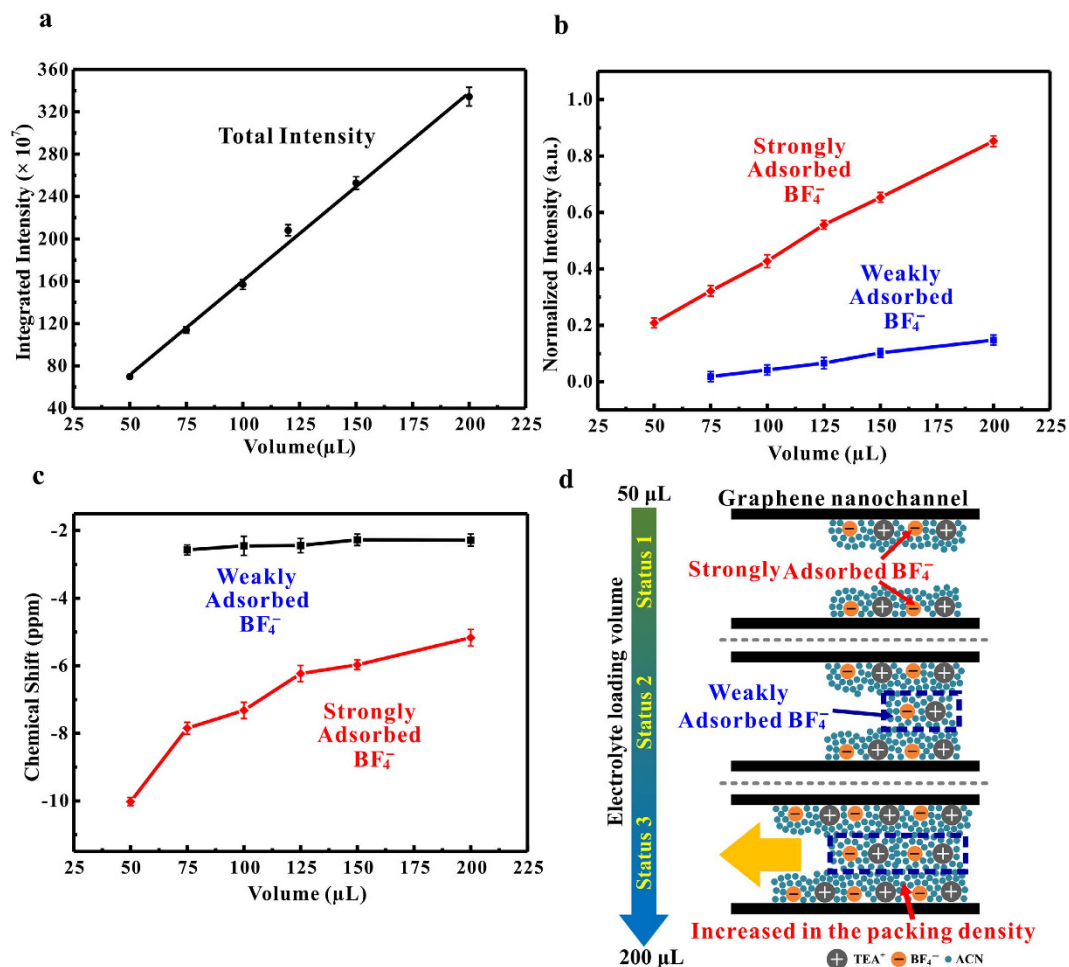 a
360
320
280
240
200
160
120
80
40
Integrated Intensity (× 10⁷)
Total Intensity
25 50 75 100 125 150 175 200 225
Volume(µL)
b
1.0
0.8
0.6
0.4
0.2
0.0
Normalized Intensity (a.u.)
Strongly
Adsorbed
BF₄⁻
Weakly
Adsorbed
BF₄⁻
25 50 75 100 125 150 175 200 225
Volume (µL)
c
-2
-4
-6
-8
-10
Chemical Shift (ppm)
Weakly
Adsorbed
BF₄⁻
Strongly
Adsorbed
BF₄⁻
25 50 75 100 125 150 175 200 225
Volume (µL)
d
50 µL
Graphene nanochannel
Electrolyte loading volume
Status 1
Status 2
Status 3
Strongly Adsorbed BF₄⁻
Weakly
Adsorbed BF₄⁻
Increased in the packing density
200 µL
+ TEA⁺ − BF₄⁻ ACN